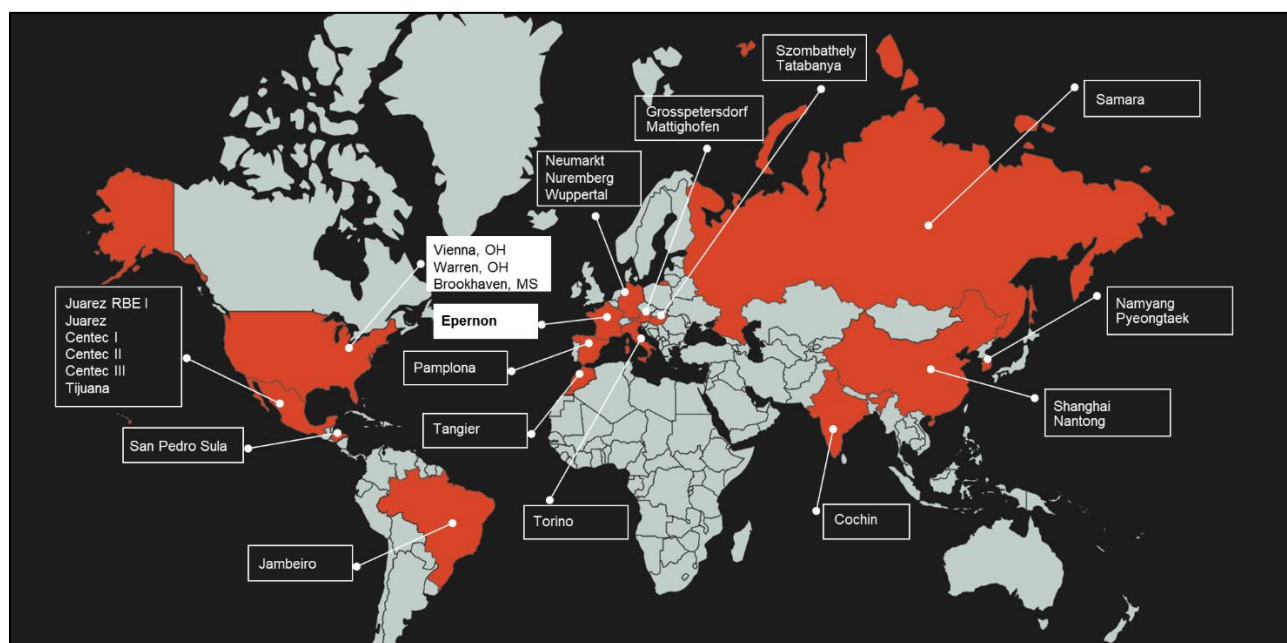 Szombathely
Tatabanya
Grosspetersdorf
Mattighofen
Samara
Neumarkt
Nuremberg
Wuppertal
Vienna, OH
Warren, OH
Brookhaven, MS
Juarez RBE I
Juarez
Centec I
Centec II
Centec III
Tijuana
Epernon
Namyang
Pyeongtaek
Pamplona
Shanghai
Nantong
Tangier
San Pedro Sula
Torino
Cochin
Jambeiro